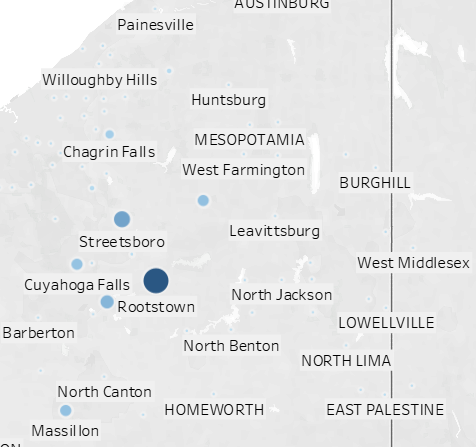 AUSTINBURG
Painesville
Willoughby Hills
Huntsburg
MESOPOTAMIA
Chagrin Falls
West Farmington
BURGHILL
Leavittsburg
Streetsboro
West Middlesex
Cuyahoga Falls
North Jackson
Rootstown
LOWELLVILLE
Barberton
North Benton
NORTH LIMA
North Canton
HOMEWORTH
EAST PALESTINE
Massillon
ON